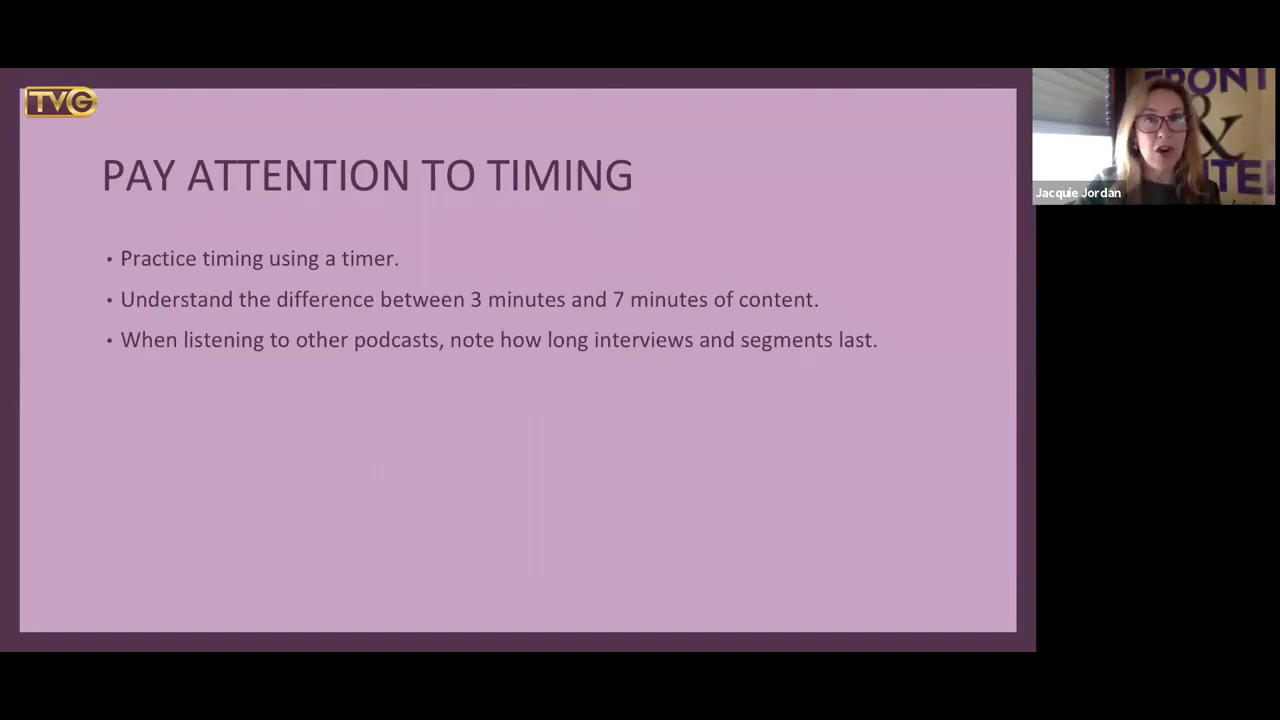 TVG
PAY ATTENTION TO TIMING
• Practice timing using a timer.
• Understand the difference between 3 minutes and 7 minutes of content.
• When listening to other podcasts, note how long interviews and segments last.
FRONT
&
Jacquie Jordan